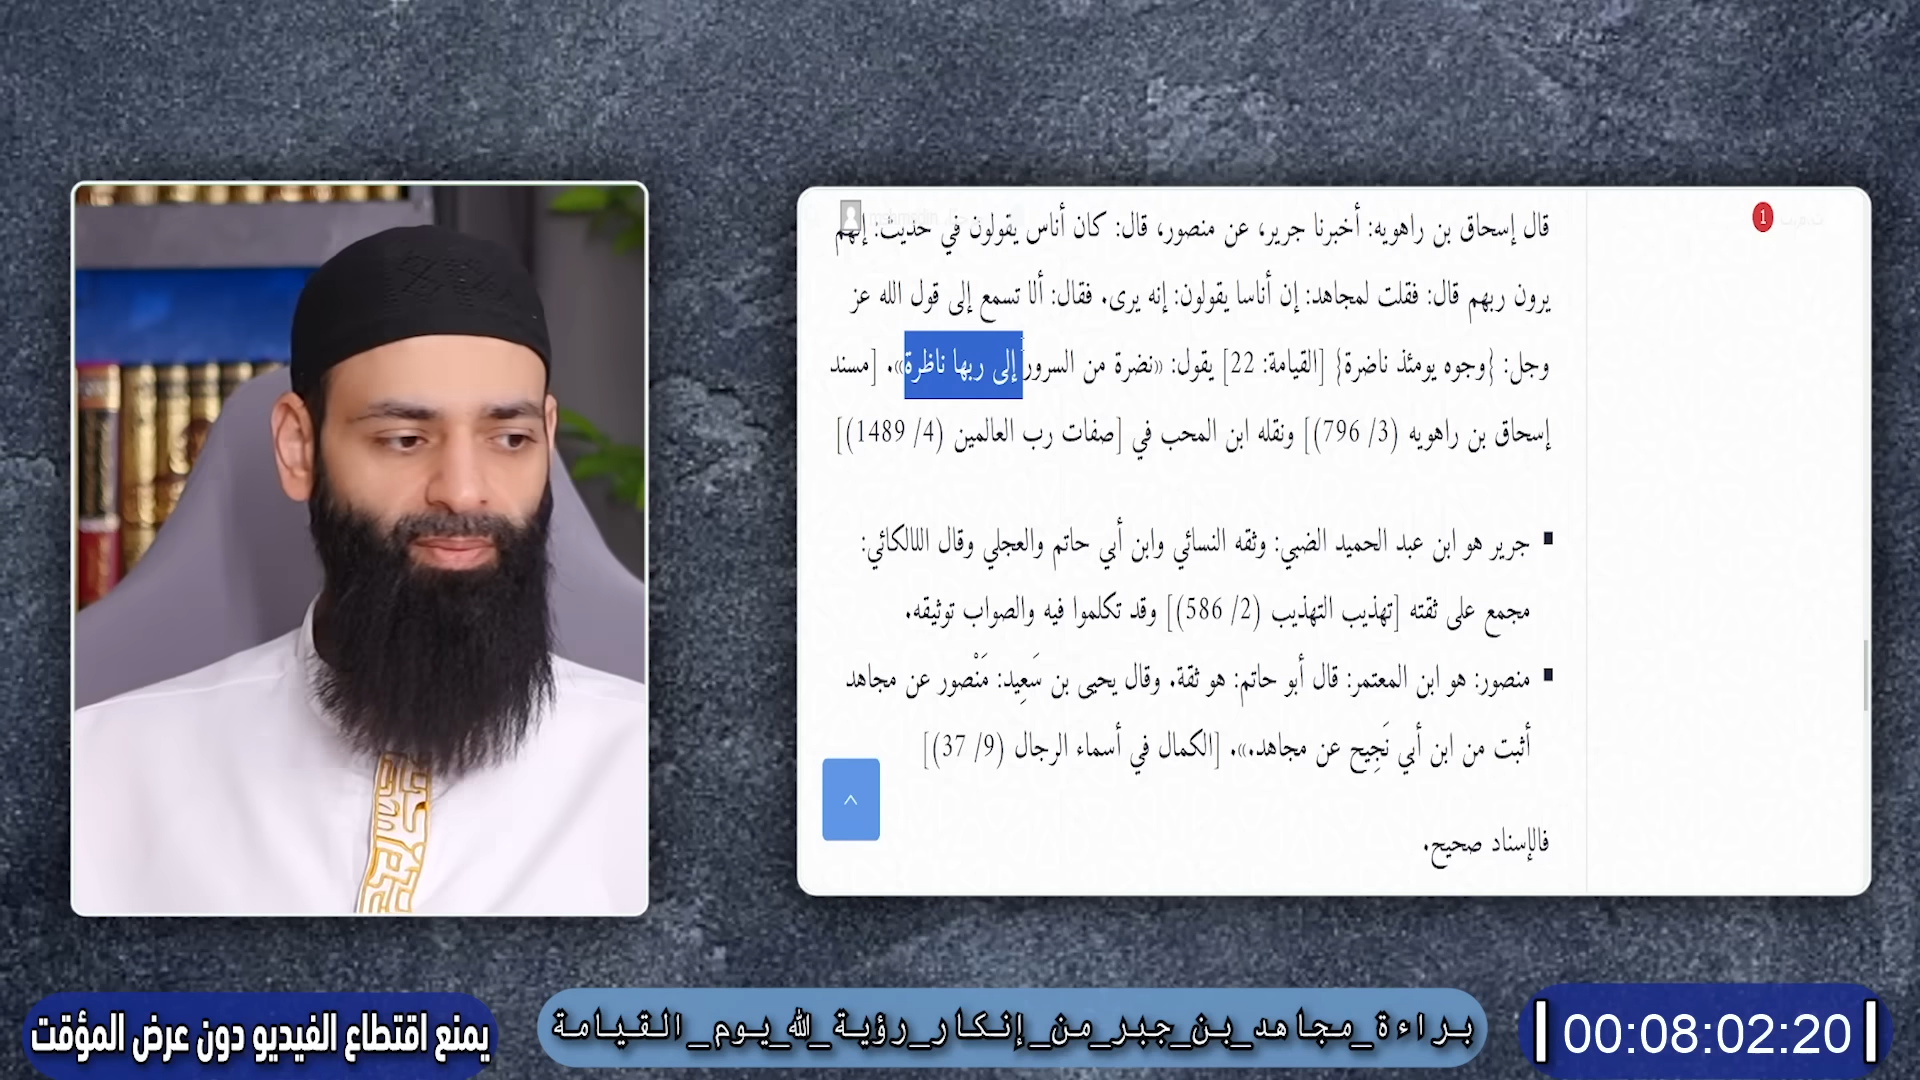 قال إسحاق بن راهويه: أخبرنا جرير، عن منصور، قال: كان أناس يقولون في حديث: إنهم
يرون ربهم قال: فقلت لمجاهد: إن أناسا يقولون: إنه يرى. فقال: ألا تسمع إلى قول الله عز
وجل: {وجوه يومئذ ناضرة} [القيامة: 22] يقول: «نضرة من السرور إلى ربها ناظرة». [مسند
إسحاق بن راهويه (3/ 796)] ونقله ابن المحب في [صفات رب العالمين (4/ 1489)]
▪ جرير هو ابن عبد الحميد الضبي: وثقه النسائي وابن أبي حاتم والعجلي وقال اللالكائي:
مجمع على ثقته [تهذيب التهذيب (2/ 586)] وقد تكلموا فيه والصواب توثيقه.
▪ منصور: هو ابن المعتمر: قال أبو حاتم: هو ثقة. وقال يحيى بن سَعِيد: مَنْصور عن مجاهد
أثبت من ابن أبي نَجِيح عن مجاهد.». [الكمال في أسماء الرجال (9/ 37)]
فالإسناد صحيح.
1
يمنع اقتطاع الفيديو دون عرض المؤقت
براءة_مجاهد_بن_جبر_من_إنكار_رؤية_الله_يوم_القيامة
00:08:02:20